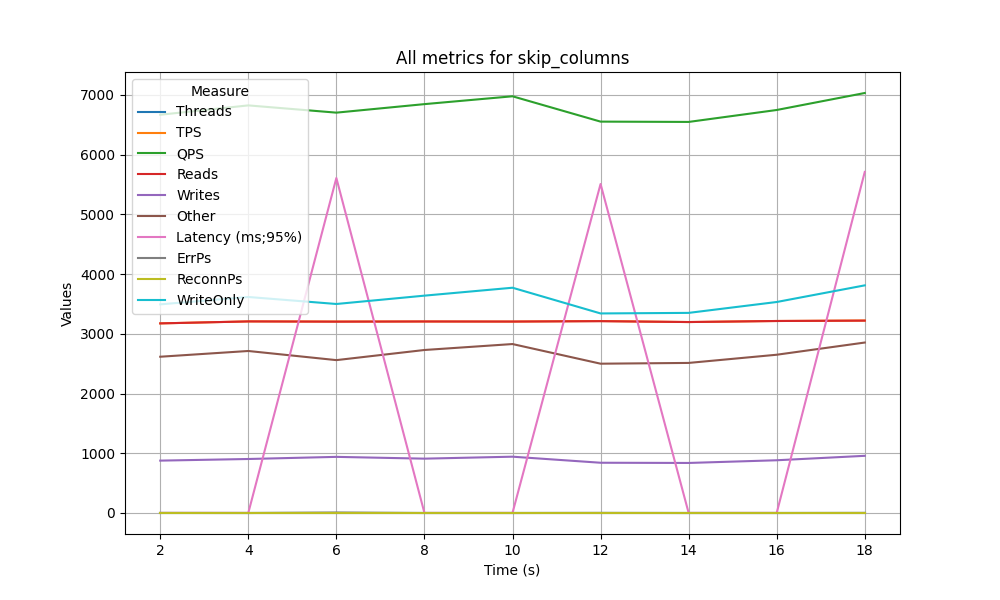 All metrics for skip_columns
Measure
Threads
TPS
QPS
Reads
Writes
Other
Latency (ms;95%)
ErrPs
ReconnPs
WriteOnly
Values
7000
6000
5000
4000
3000
2000
1000
0
2 4 6 8 10 12 14 16 18
Time (s)